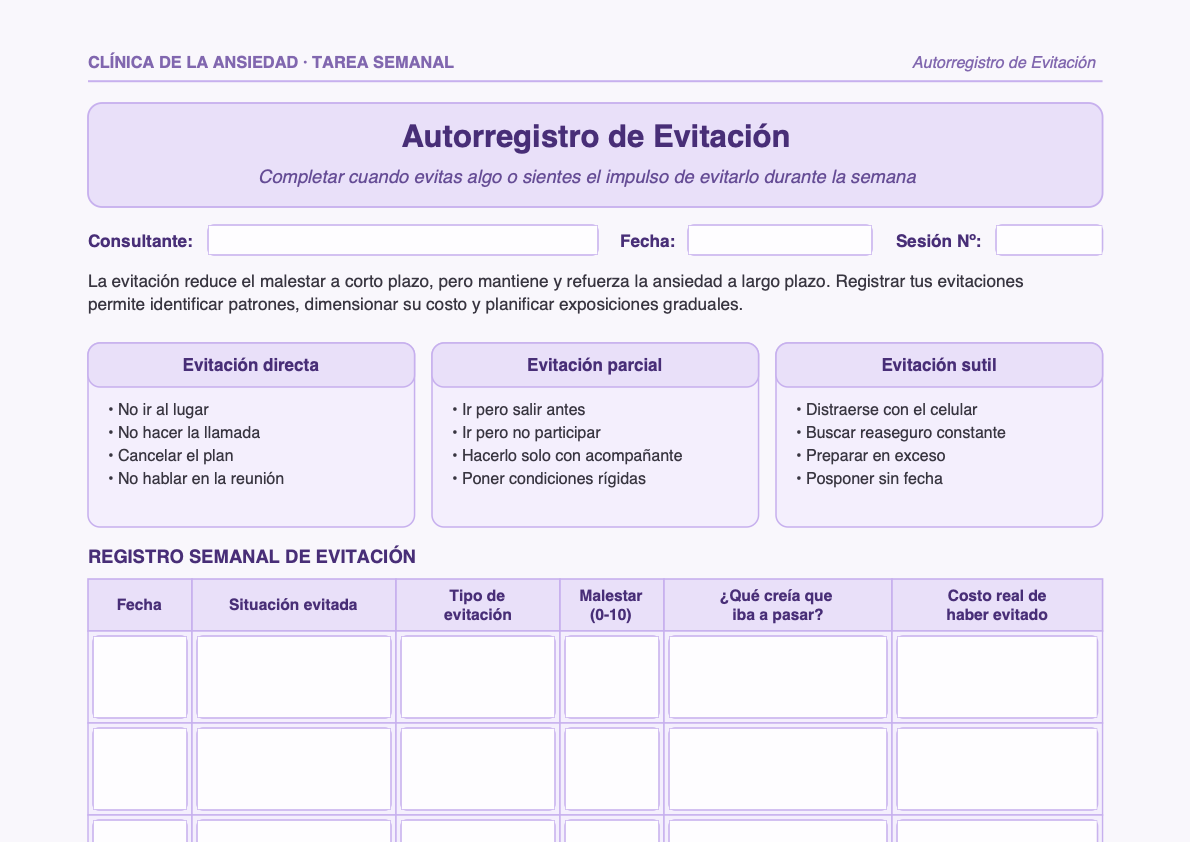 CLÍNICA DE LA ANSIEDAD · TAREA SEMANAL
Autorregistro de Evitación
Autorregistro de Evitación
Completar cuando evitas algo o sientes el impulso de evitarlo durante la semana
Consultante:
Fecha:
Sesión Nº:
La evitación reduce el malestar a corto plazo, pero mantiene y refuerza la ansiedad a largo plazo. Registrar tus evitaciones
permite identificar patrones, dimensionar su costo y planificar exposiciones graduales.
Evitación directa
• No ir al lugar
• No hacer la llamada
• Cancelar el plan
• No hablar en la reunión
Evitación parcial
• Ir pero salir antes
• Ir pero no participar
• Hacerlo solo con acompañante
• Poner condiciones rígidas
Evitación sutil
• Distraerse con el celular
• Buscar reaseguro constante
• Preparar en exceso
• Posponer sin fecha
REGISTRO SEMANAL DE EVITACIÓN
Fecha
Situación evitada
Tipo de
evitación
Malestar
(0-10)
¿Qué creía que
iba a pasar?
Costo real de
haber evitado